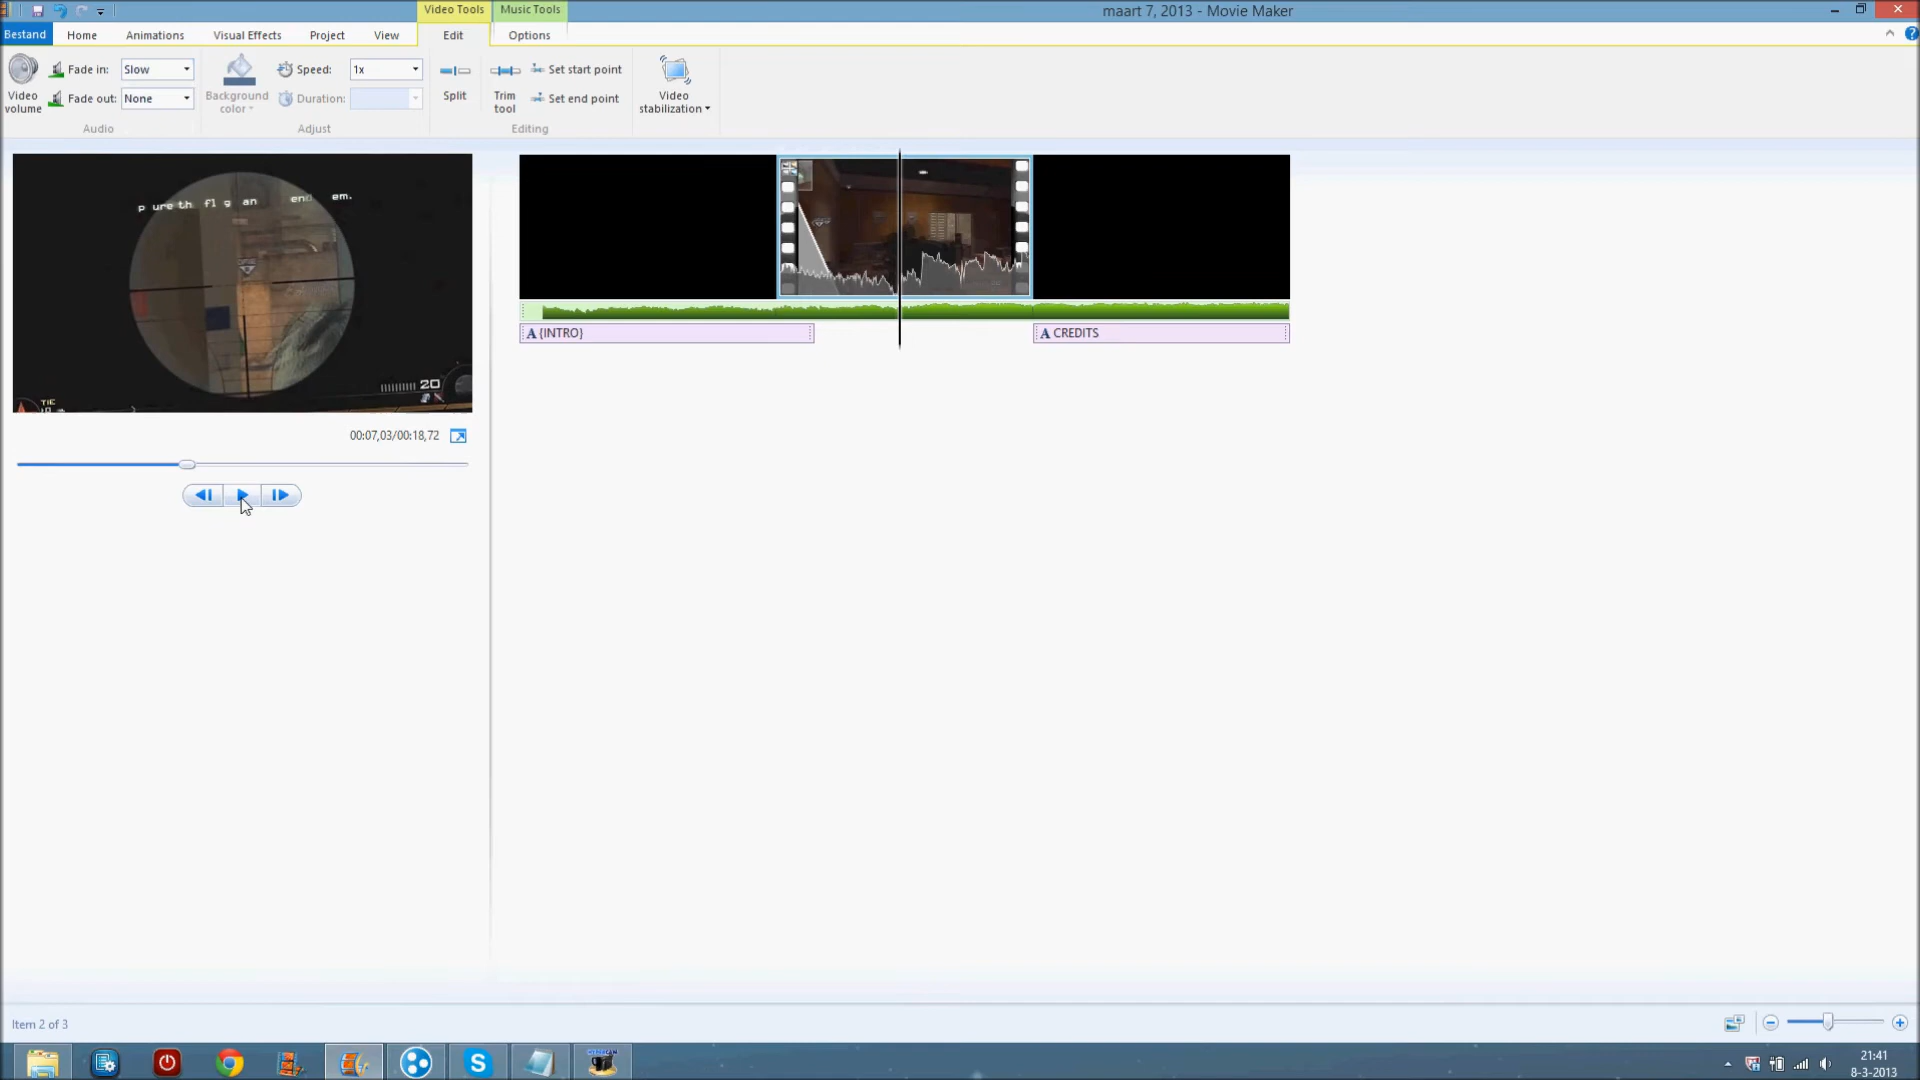 Video Tools Music Tools
maart 7, 2013 - Movie Maker
Bestand Home Animations Visual Effects Project View Edit Options
Fade in: Slow Speed: 1x Set start point
Video volume Fade out: None Background color Duration: Split Trim tool Set end point Video stabilization
Audio Adjust Editing
20
TIE
{INTRO}
CREDITS
00:07,03/00:18,72
Item 2 of 3
21:41
8-3-2013